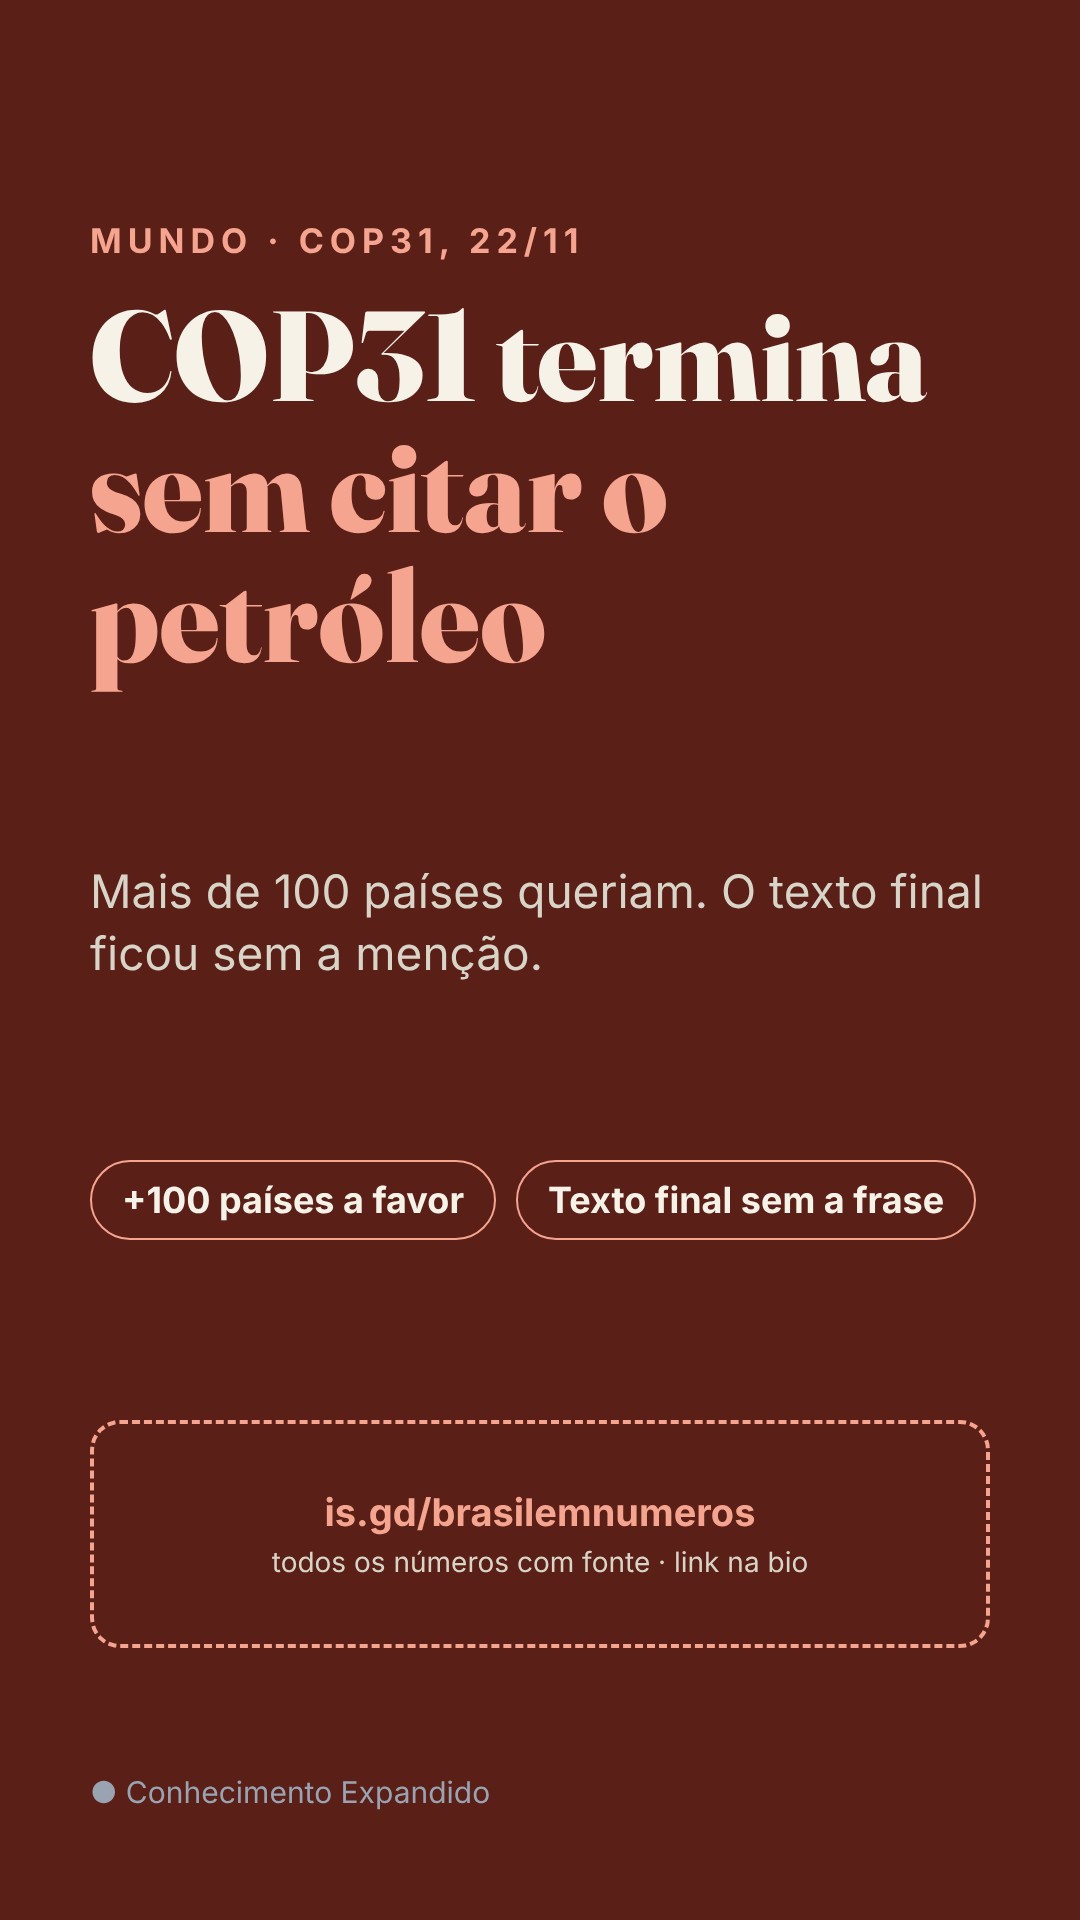 MUNDO · COP31, 22/11
COP31 termina
sem citar o
petróleo
Mais de 100 países queriam. O texto final
ficou sem a menção.
+100 países a favor
Texto final sem a frase
is.gd/brasilemnumeros
todos os números com fonte · link na bio
Conhecimento Expandido